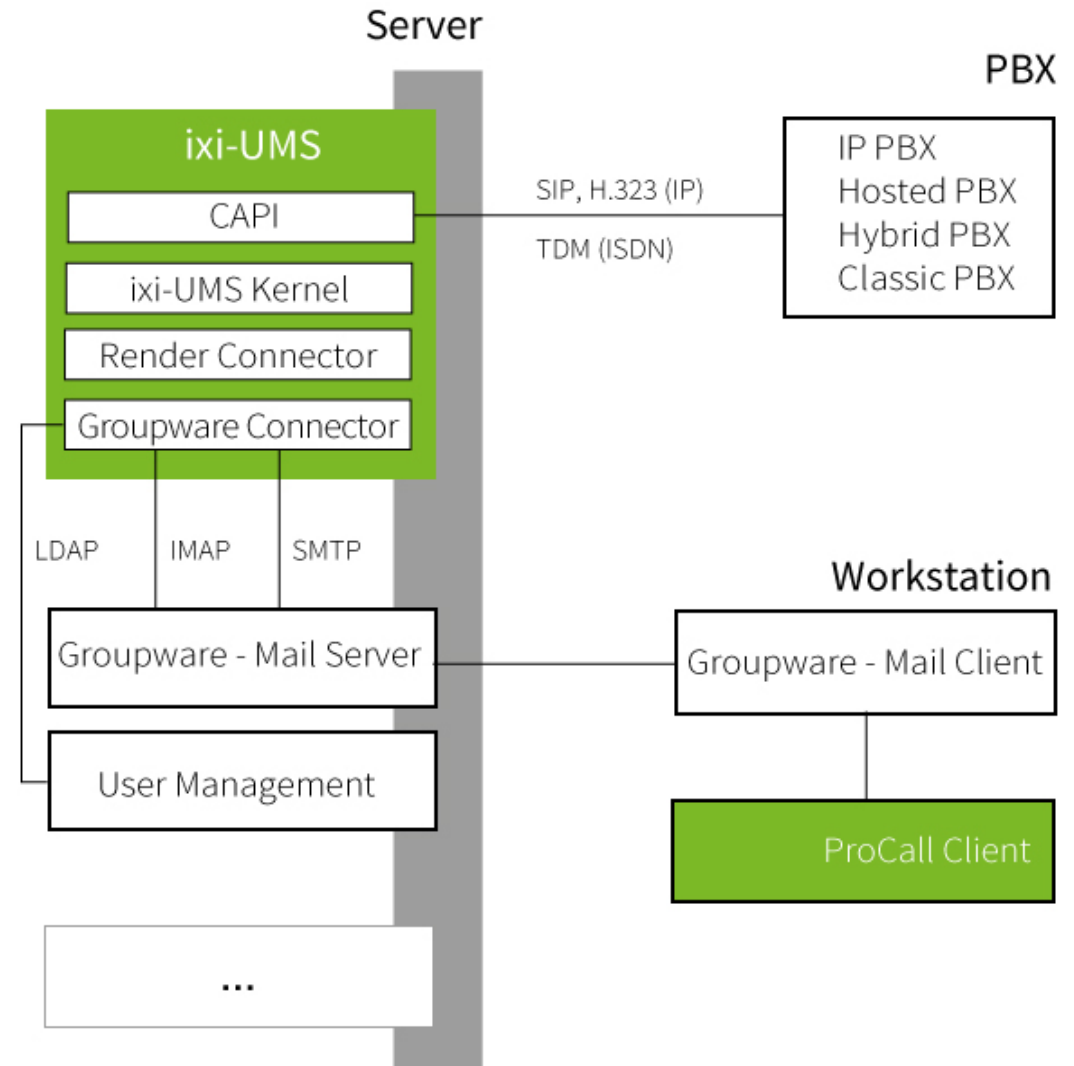 Server
PBX
ixi-UMS
CAPI
ixi-UMS Kernel
Render Connector
Groupware Connector
SIP, H.323 (IP)
TDM (ISDN)
IP PBX
Hosted PBX
Hybrid PBX
Classic PBX
LDAP
IMAP
SMTP
Groupware - Mail Server
User Management
...
Workstation
Groupware - Mail Client
ProCall Client